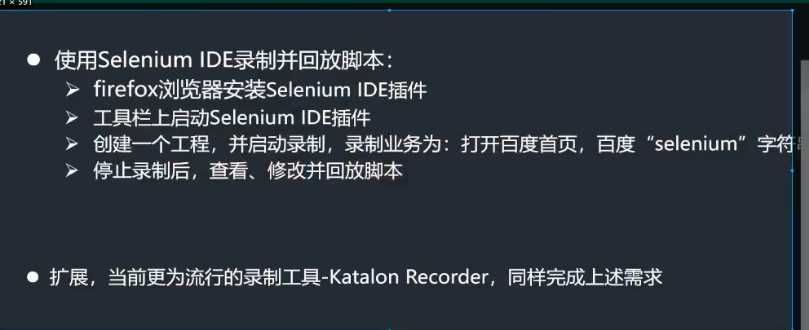 21 × 591
● 使用Selenium IDE录制并回放脚本：
➢ firefox浏览器安装Selenium IDE插件
➢ 工具栏上启动Selenium IDE插件
➢ 创建一个工程，并启动录制，录制业务为：打开百度首页，百度“selenium”字符
➢ 停止录制后，查看、修改并回放脚本
● 扩展，当前更为流行的录制工具-Katalon Recorder，同样完成上述需求